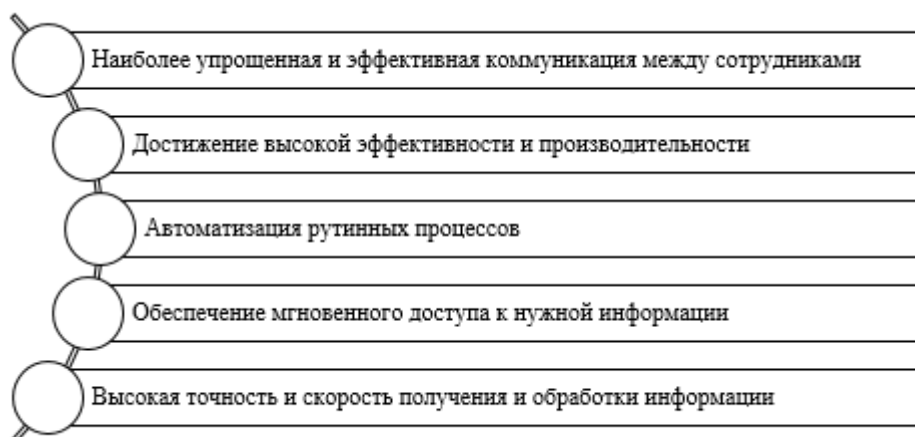 Наиболее упрощенная и эффективная коммуникация между сотрудниками
Достижение высокой эффективности и производительности
Автоматизация рутинных процессов
Обеспечение мгновенного доступа к нужной информации
Высокая точность и скорость получения и обработки информации